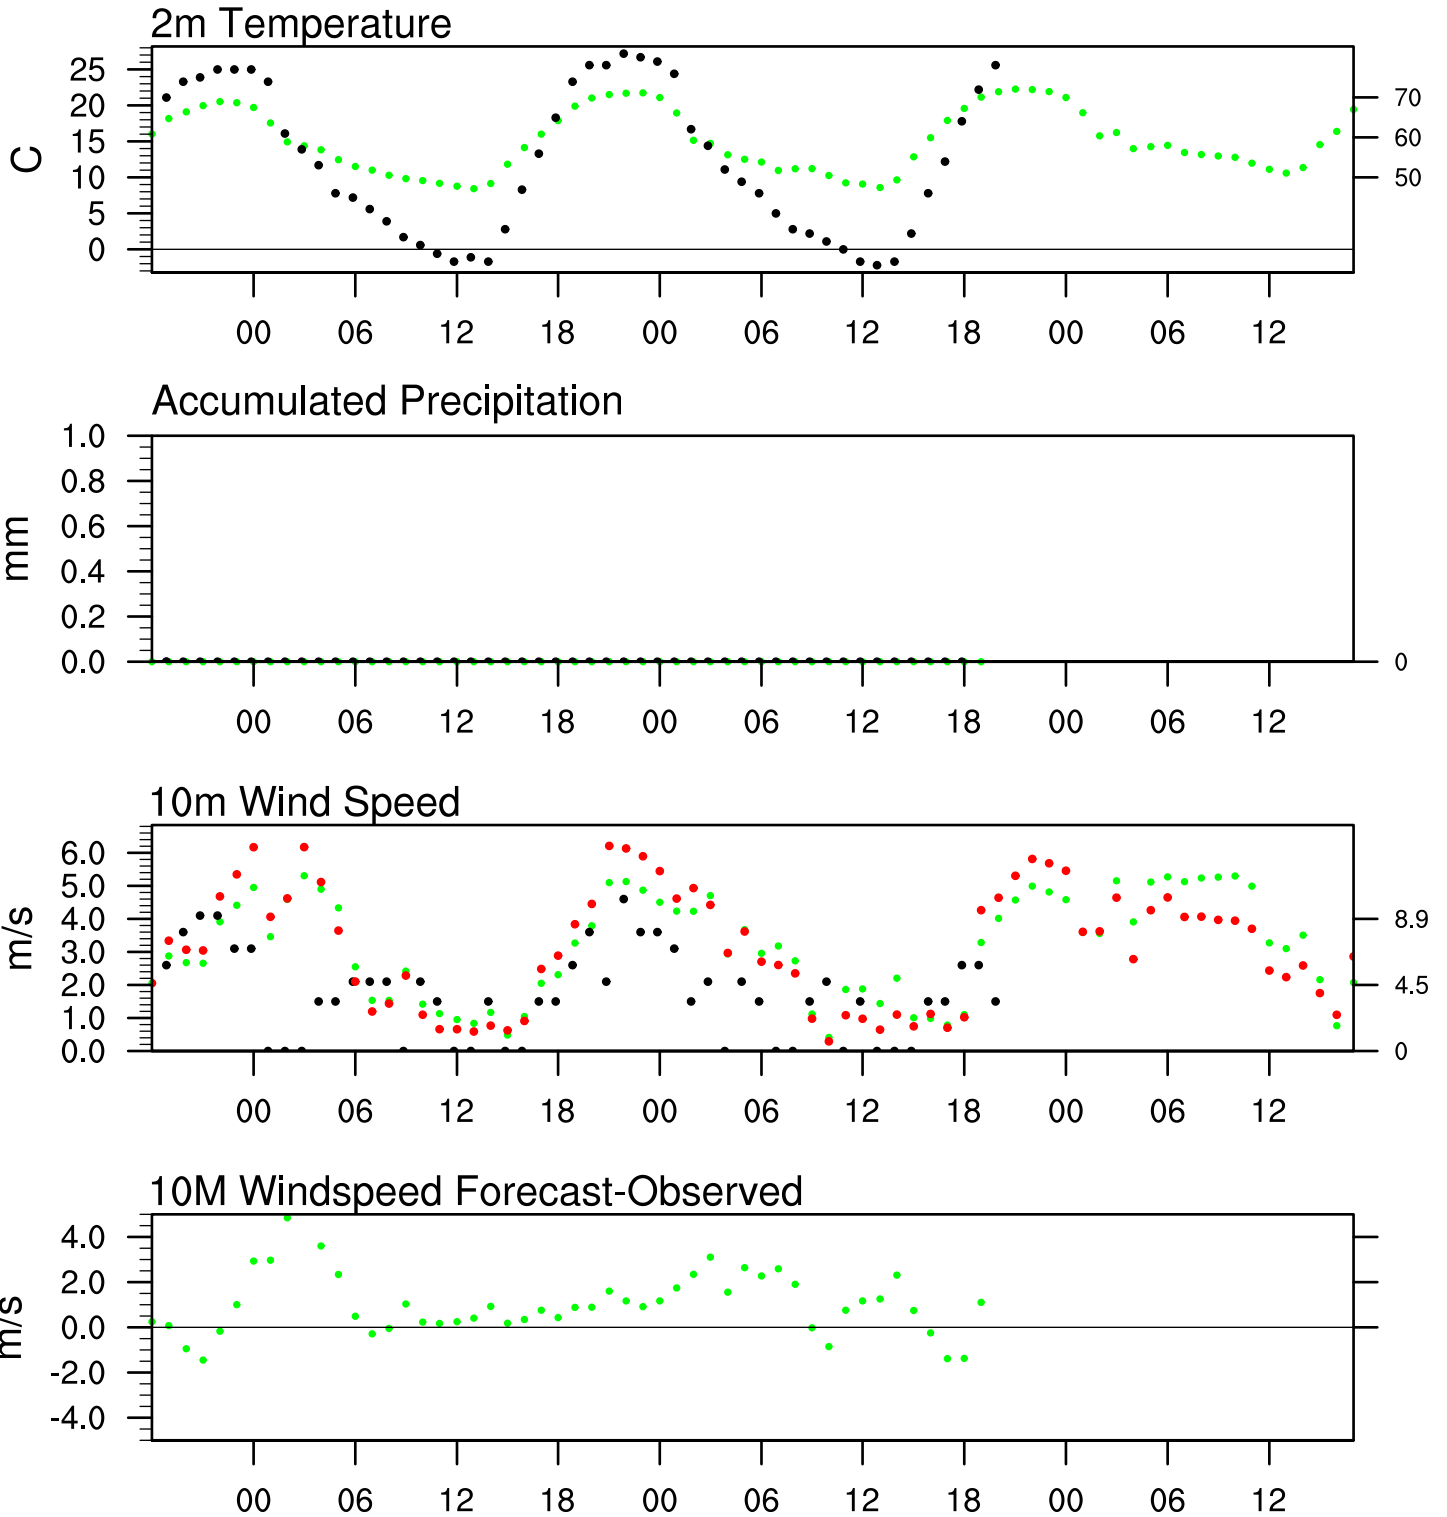 2m Temperature
25
20
15
10
5
0
C
70
60
50
00 06 12 18 00 06 12 18 00 06 12
Accumulated Precipitation
1.0
0.8
0.6
0.4
0.2
0.0
mm
0
00 06 12 18 00 06 12 18 00 06 12
10m Wind Speed
6.0
5.0
4.0
3.0
2.0
1.0
0.0
m/s
8.9
4.5
0
00 06 12 18 00 06 12 18 00 06 12
10M Windspeed Forecast-Observed
4.0
2.0
0.0
-2.0
-4.0
m/s
00 06 12 18 00 06 12 18 00 06 12